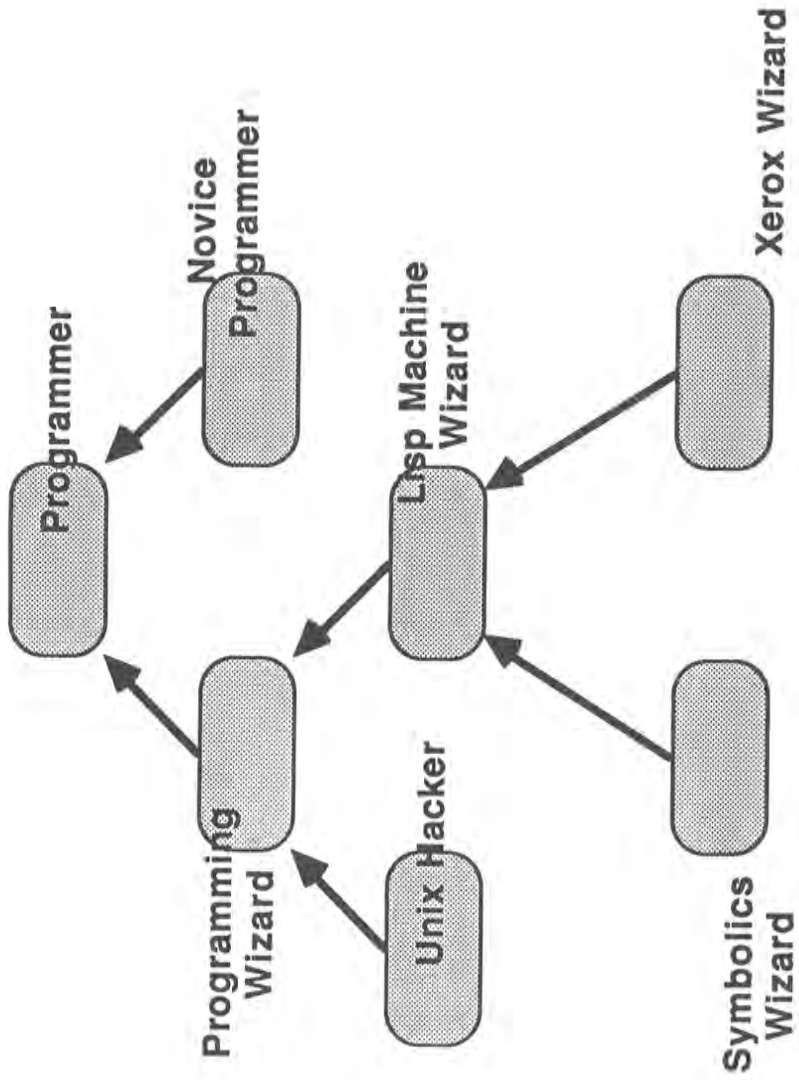 Programmer
Novice
Programmer
Programming
Wizard
Lisp Machine
Wizard
Unix Hacker
Symbolics
Wizard
Xerox Wizard